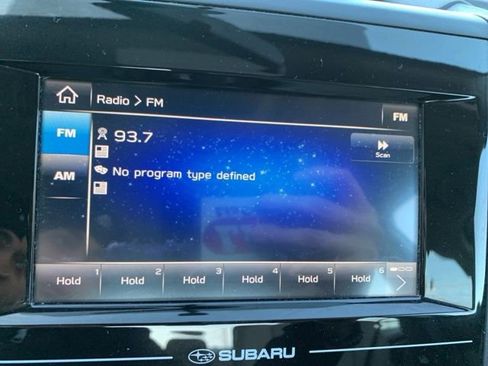 Radio > FM
FM
FM
93.7
Scan
AM
No program type defined
Hold 1 Hold 2 Hold 3 Hold 4 Hold 5 Hold 6
SUBARU